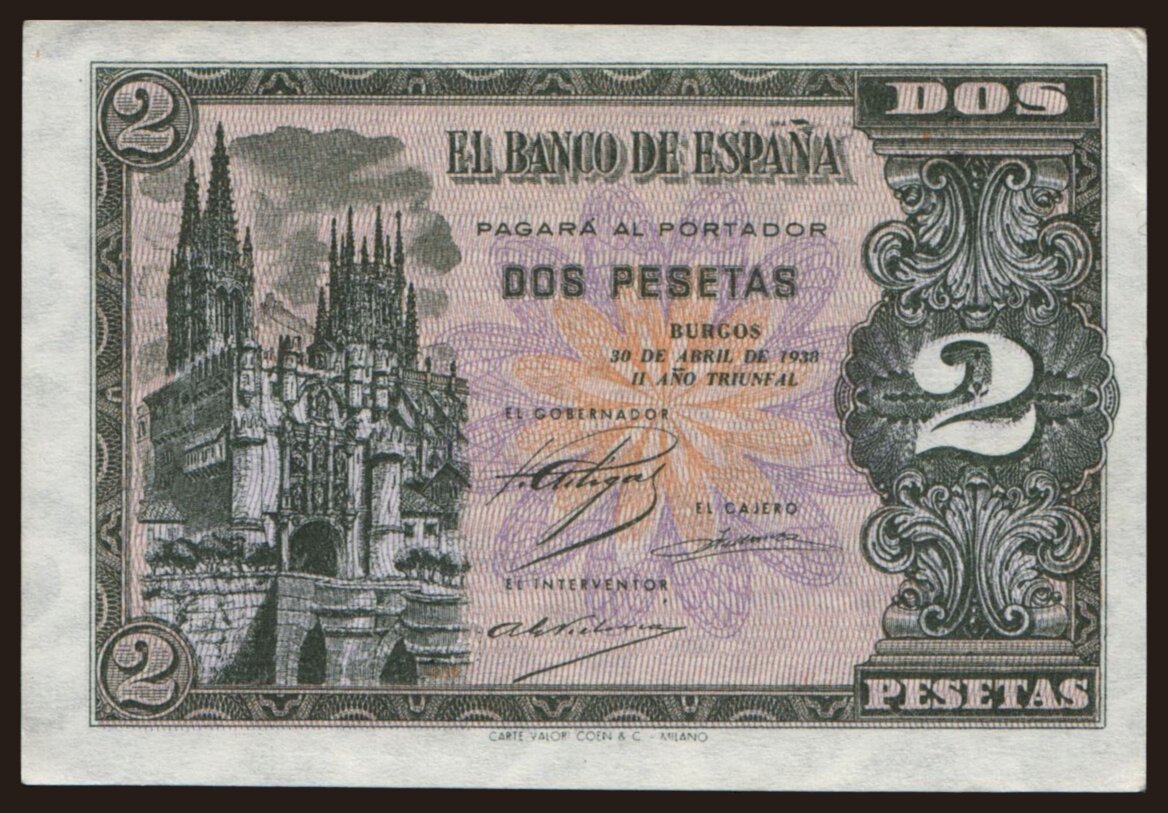 2
DOS
EL BANCO DE ESPAÑA
PAGARÁ AL PORTADOR
DOS PESETAS
BURGOS
30 DE ABRIL DE 1938
II AÑO TRIUNFAL
2
EL GOBERNADOR
EL CAJERO
EL INTERVENTOR
2
PESETAS
CARTE VALORI COEN & C. - MILANO